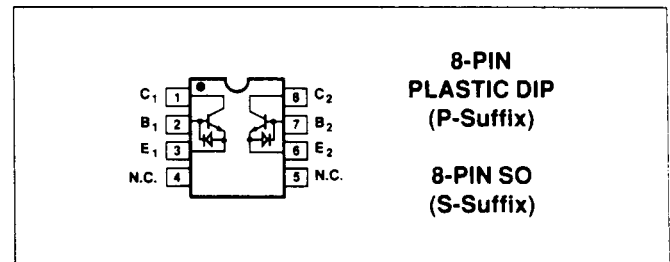 8-PIN
PLASTIC DIP
(P-Suffix)
8-PIN SO
(S-Suffix)
C1 1 8 C2
B1 2 7 B2
E1 3 6 E2
N.C. 4 5 N.C.